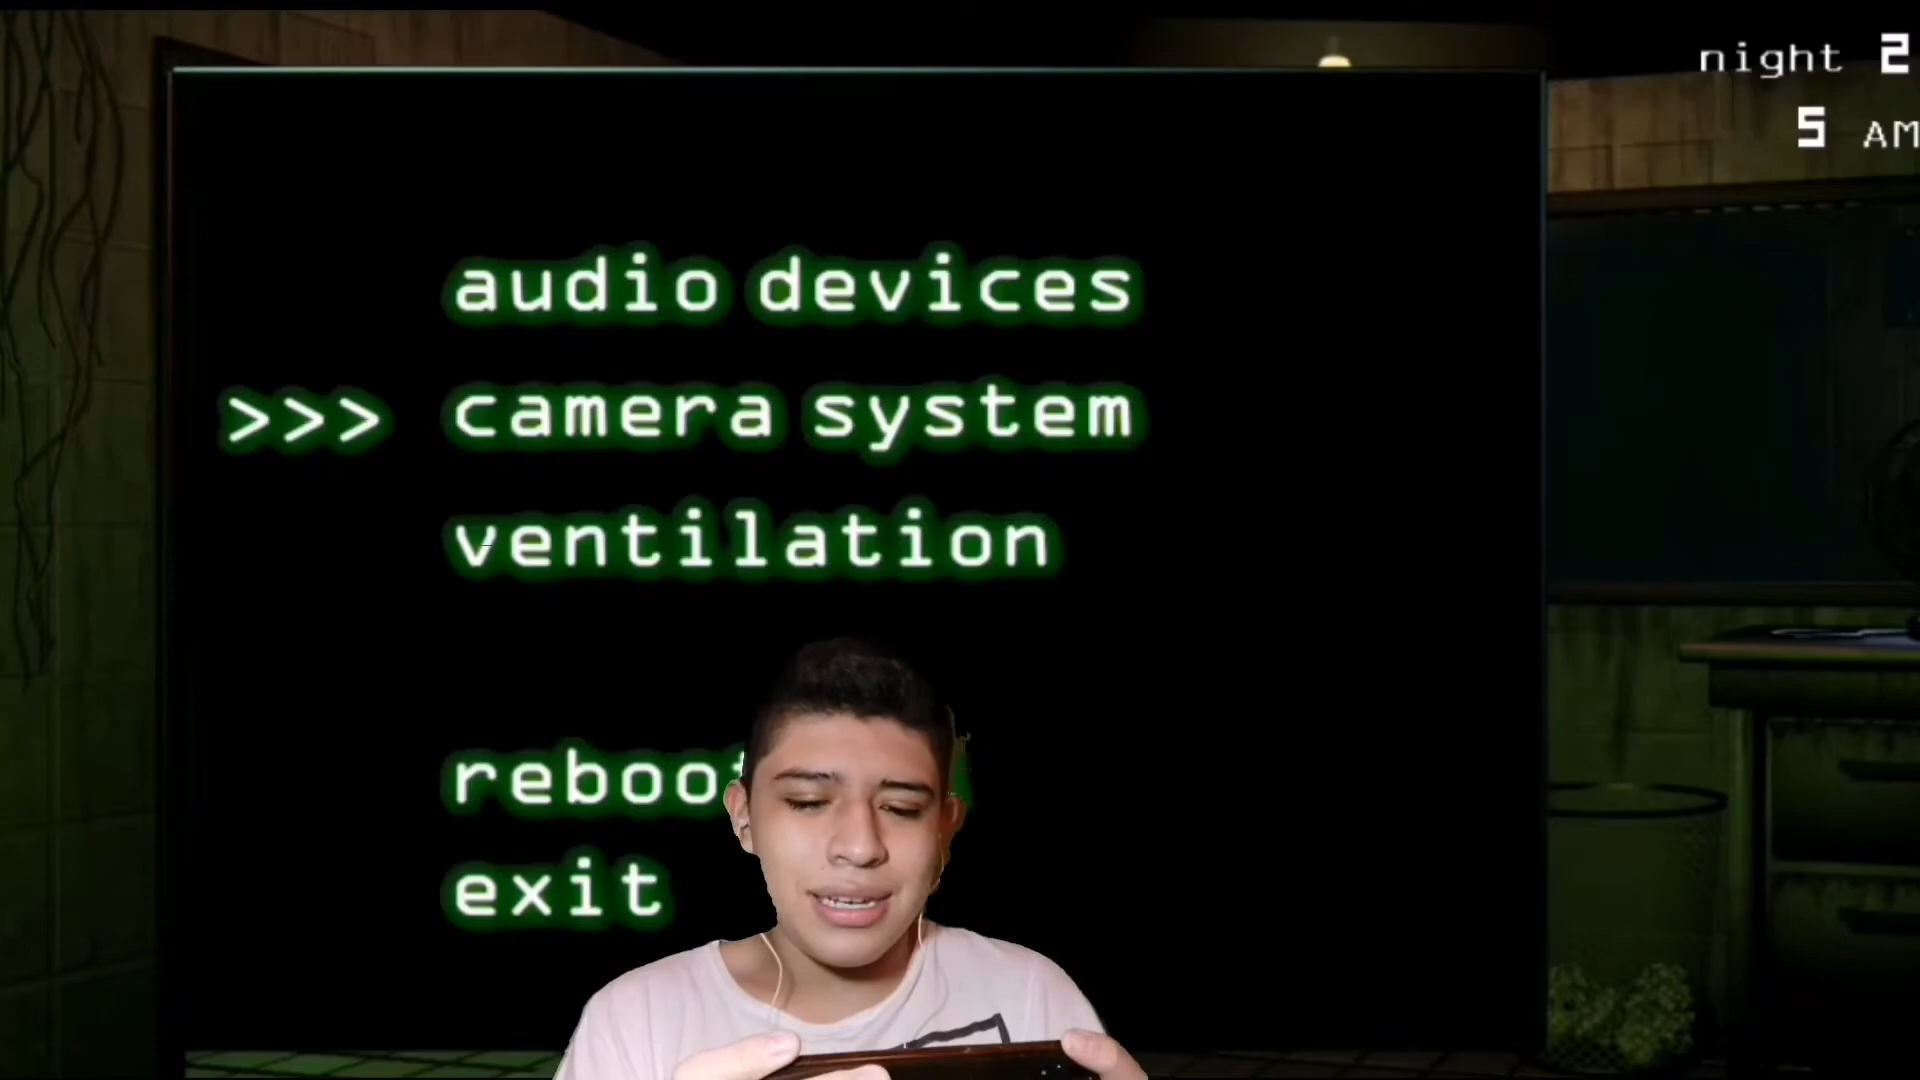 night 2
5 AM
audio devices
>>> camera system
ventilation
exit